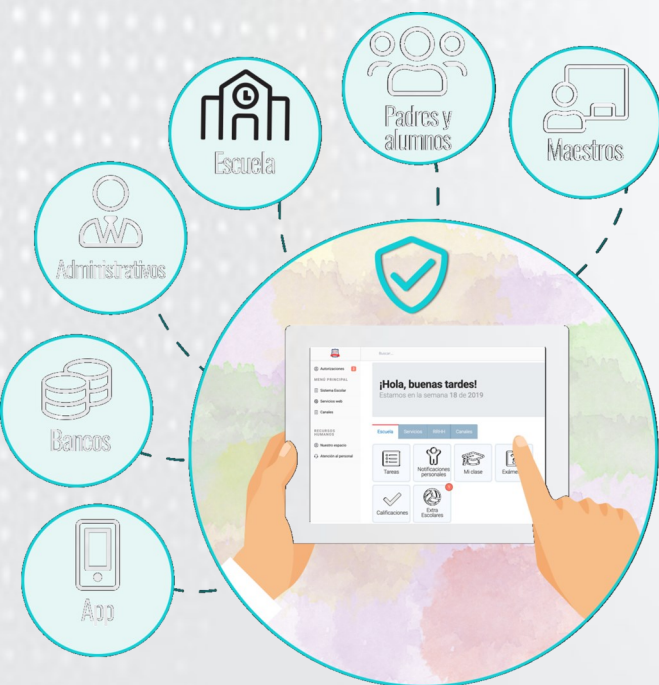 Padres y
alumnos
Escuela
Maestros
Administrativos
Bancos
App
Buscar...
Autorizaciones
MENÚ PRINCIPAL
Sistema Escolar
Servicios web
Canales
RECURSOS
HUMANOS
Nuestro espacio
Atención al personal
¡Hola, buenas tardes!
Estamos en la semana 18 de 2019
Escuela
Servicios
Canales
Tareas
Notificaciones
personales
Mi clase
Calificaciones
Extra
Escolares